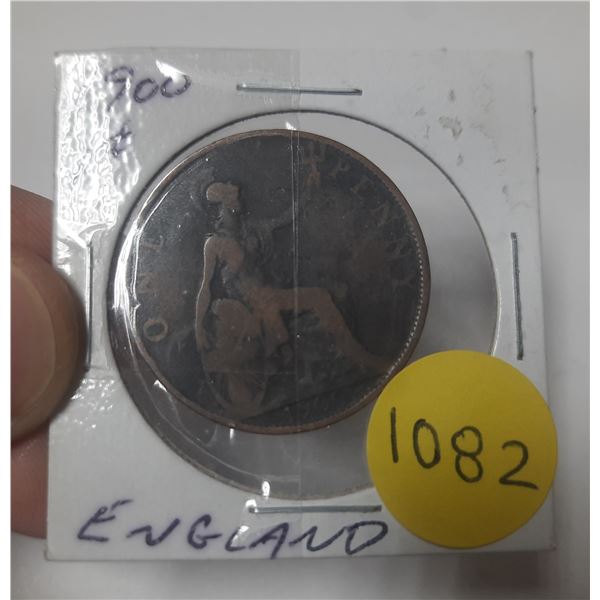 900
¢
ONE PENNY
1082
ENGLAND